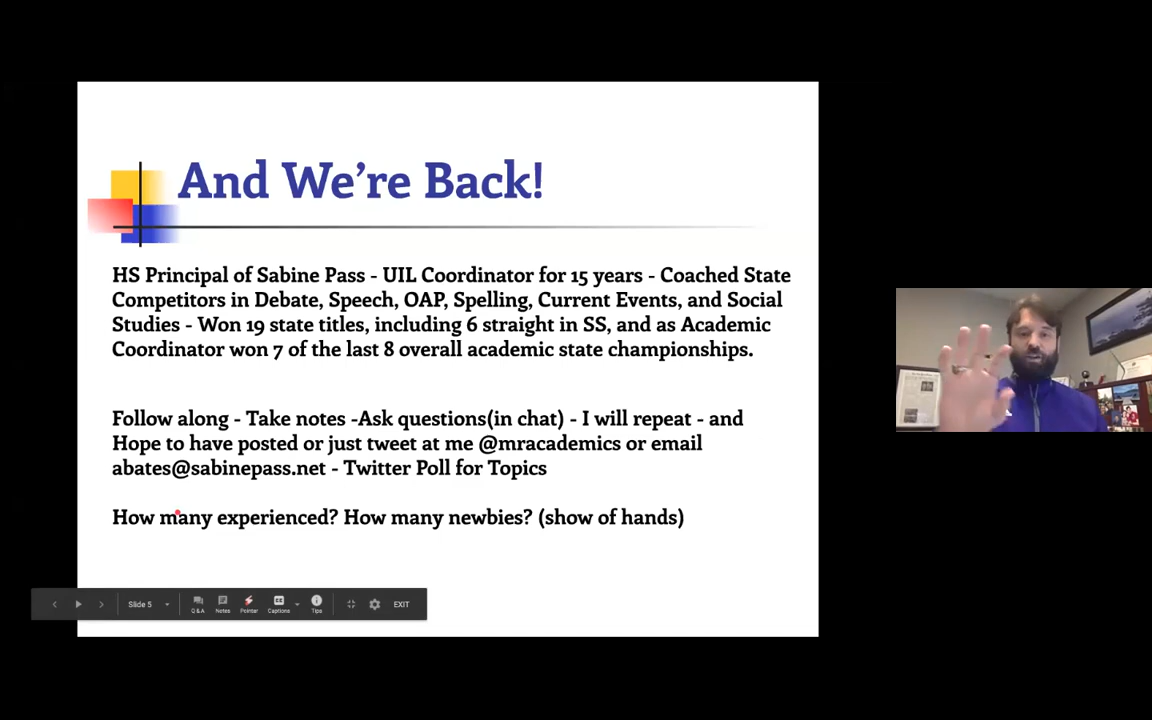 And We're Back!
HS Principal of Sabine Pass - UIL Coordinator for 15 years - Coached State
Competitors in Debate, Speech, OAP, Spelling, Current Events, and Social
Studies - Won 19 state titles, including 6 straight in SS, and as Academic
Coordinator won 7 of the last 8 overall academic state championships.
Follow along - Take notes -Ask questions(in chat) - I will repeat - and
Hope to have posted or just tweet at me @mracademics or email
abates@sabinepass.net - Twitter Poll for Topics
How many experienced? How many newbies? (show of hands)
Slide 5 Q&A Notes Pointer Captions Tips EXIT